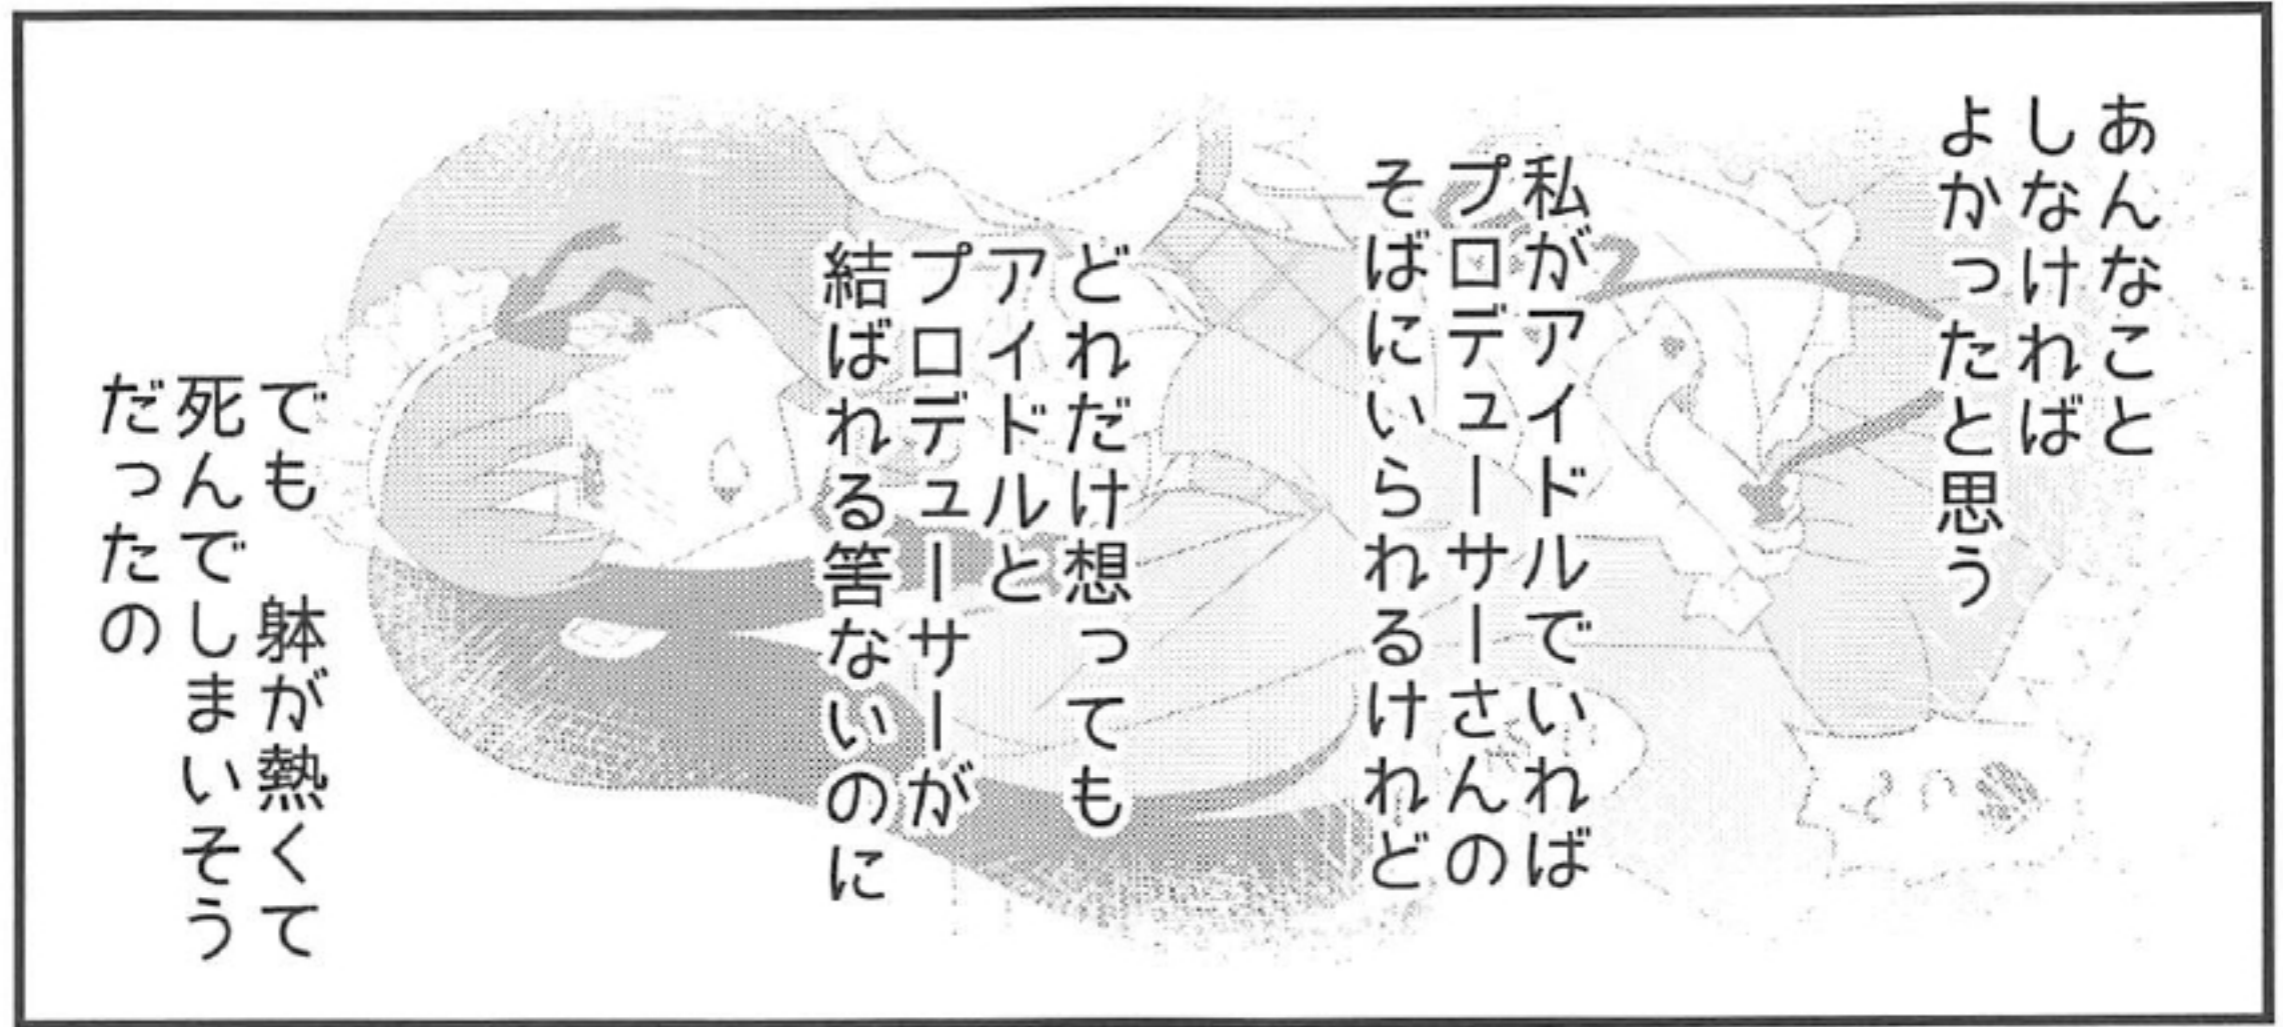 あんなこと
しなければ
よかったと思う
私がアイドルでいれば
プロデューサーさんの
そばにいられるけれど
どれだけ想っても
アイドルと
プロデューサーが
結ばれる筈ないのに
でも　躰が熱くて
死んでしまいそう
だったの